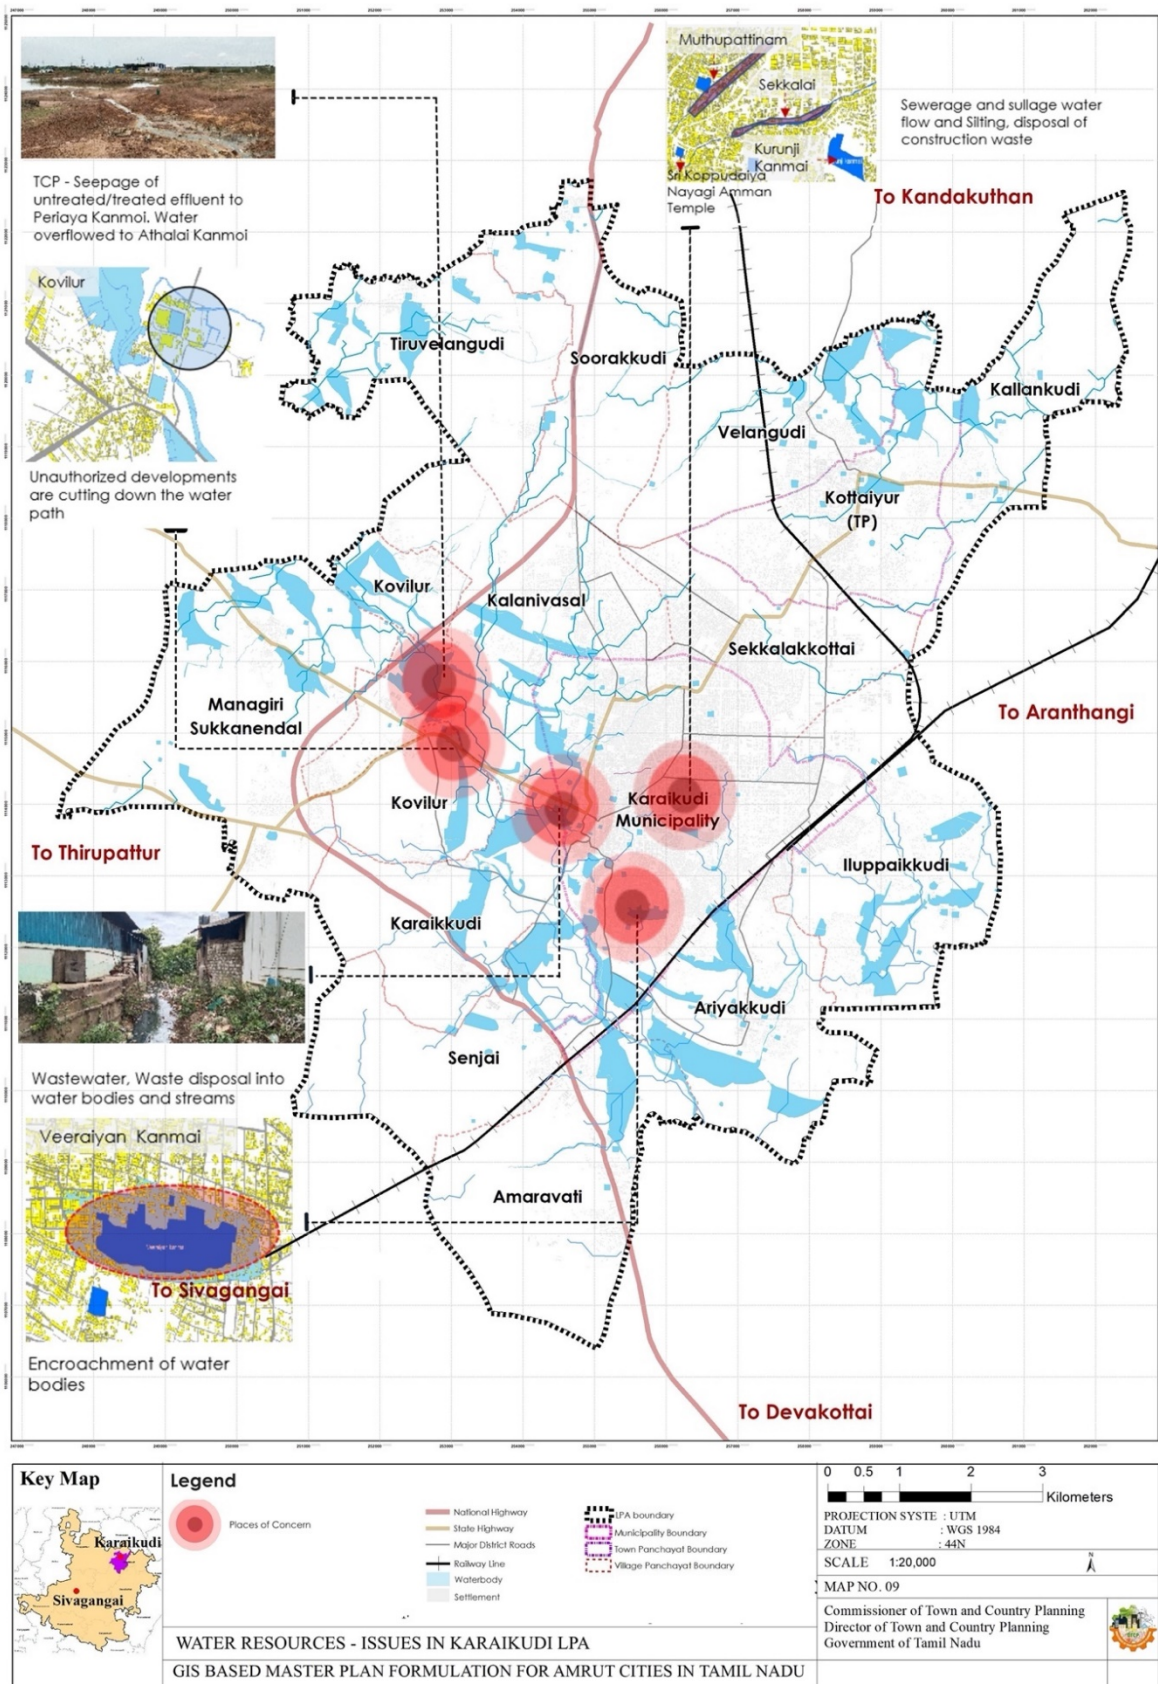 Muthupattinam
Sekkalai
Kurunji
Kanmai
Sri Koppudaiya
Nayagi Amman
Temple
Sewerage and sullage water
flow and Silting, disposal of
construction waste
To Kandakuthan
TCP - Seepage of
untreated/treated effluent to
Periaya Kanmoi. Water
overflowed to Athalai Kanmoi
Kovilur
Unauthorized developments
are cutting down the water
path
Tiruvelangudi
Soorakkudi
Kallankudi
Velangudi
Kottaiyur
(TP)
Kovilur
Kalanivasal
Sekkalakkottai
Managiri
Sukkanendal
To Aranthangi
Kovilur
Karaikudi
Municipality
To Thirupattur
Iluppaikkudi
Karaikkudi
Ariyakkudi
Senjai
Wastewater, Waste disposal into
water bodies and streams
Veeraiyan Kanmai
Amaravati
To Sivagangai
Encroachment of water
bodies
To Devakottai
Key Map
Karaikudi
Sivagangai
Legend
Places of Concern
National Highway
State Highway
Major District Roads
Railway Line
Waterbody
Settlement
LPA boundary
Municipality Boundary
Town Panchayat Boundary
Village Panchayat Boundary
0 0.5 1 2 3
Kilometers
PROJECTION SYSTE : UTM
DATUM : WGS 1984
ZONE : 44N
SCALE 1:20,000
N
MAP NO. 09
Commissioner of Town and Country Planning
Director of Town and Country Planning
Government of Tamil Nadu
WATER RESOURCES - ISSUES IN KARAIKUDI LPA
GIS BASED MASTER PLAN FORMULATION FOR AMRUT CITIES IN TAMIL NADU